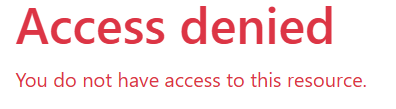 Access denied
You do not have access to this resource.